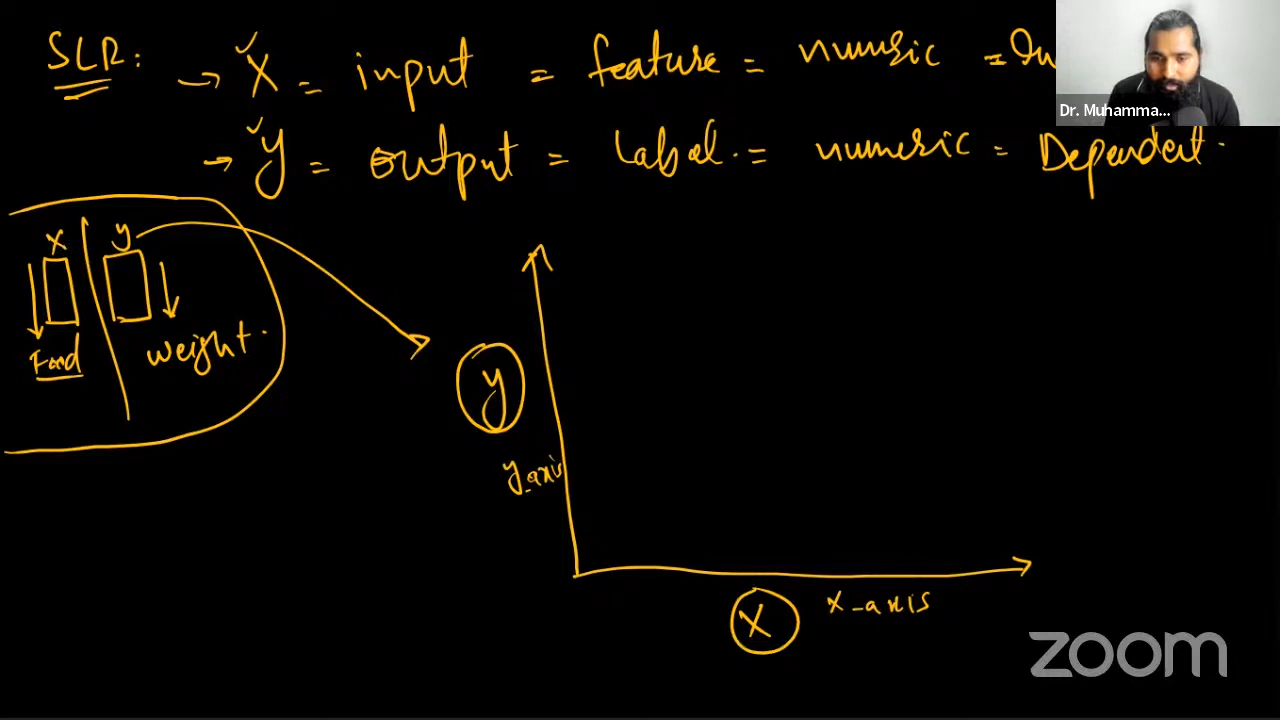 SLR: → X = input = feature = numeric =
Dr. Muhamma...
→ y = output = label. = numeric = Dependent.
X y
Food weight.
y
y-axis
x-axis
X
zoom